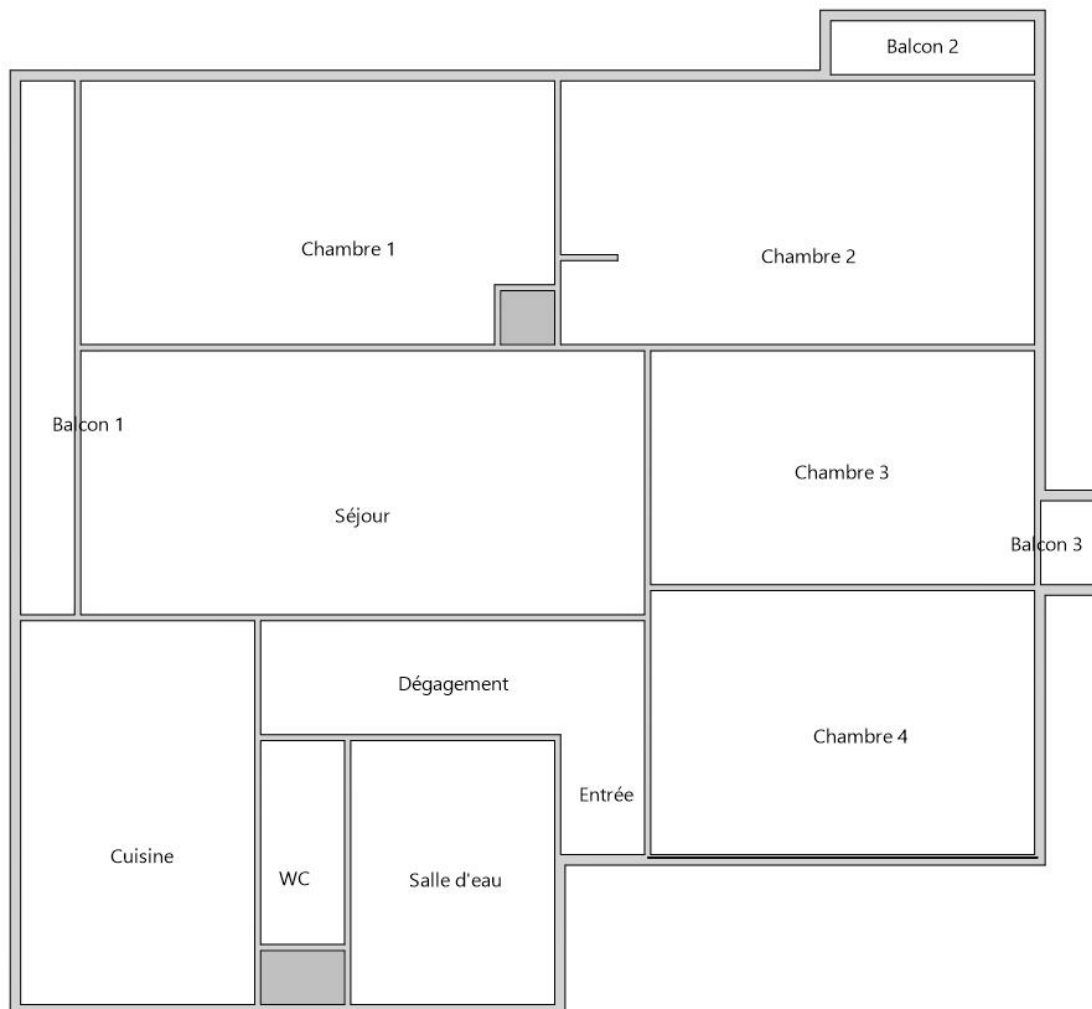 Balcon 2
Chambre 1
Chambre 2
Balcon 1
Chambre 3
Séjour
Balcon 3
Dégagement
Chambre 4
Entrée
Cuisine
WC
Salle d'eau